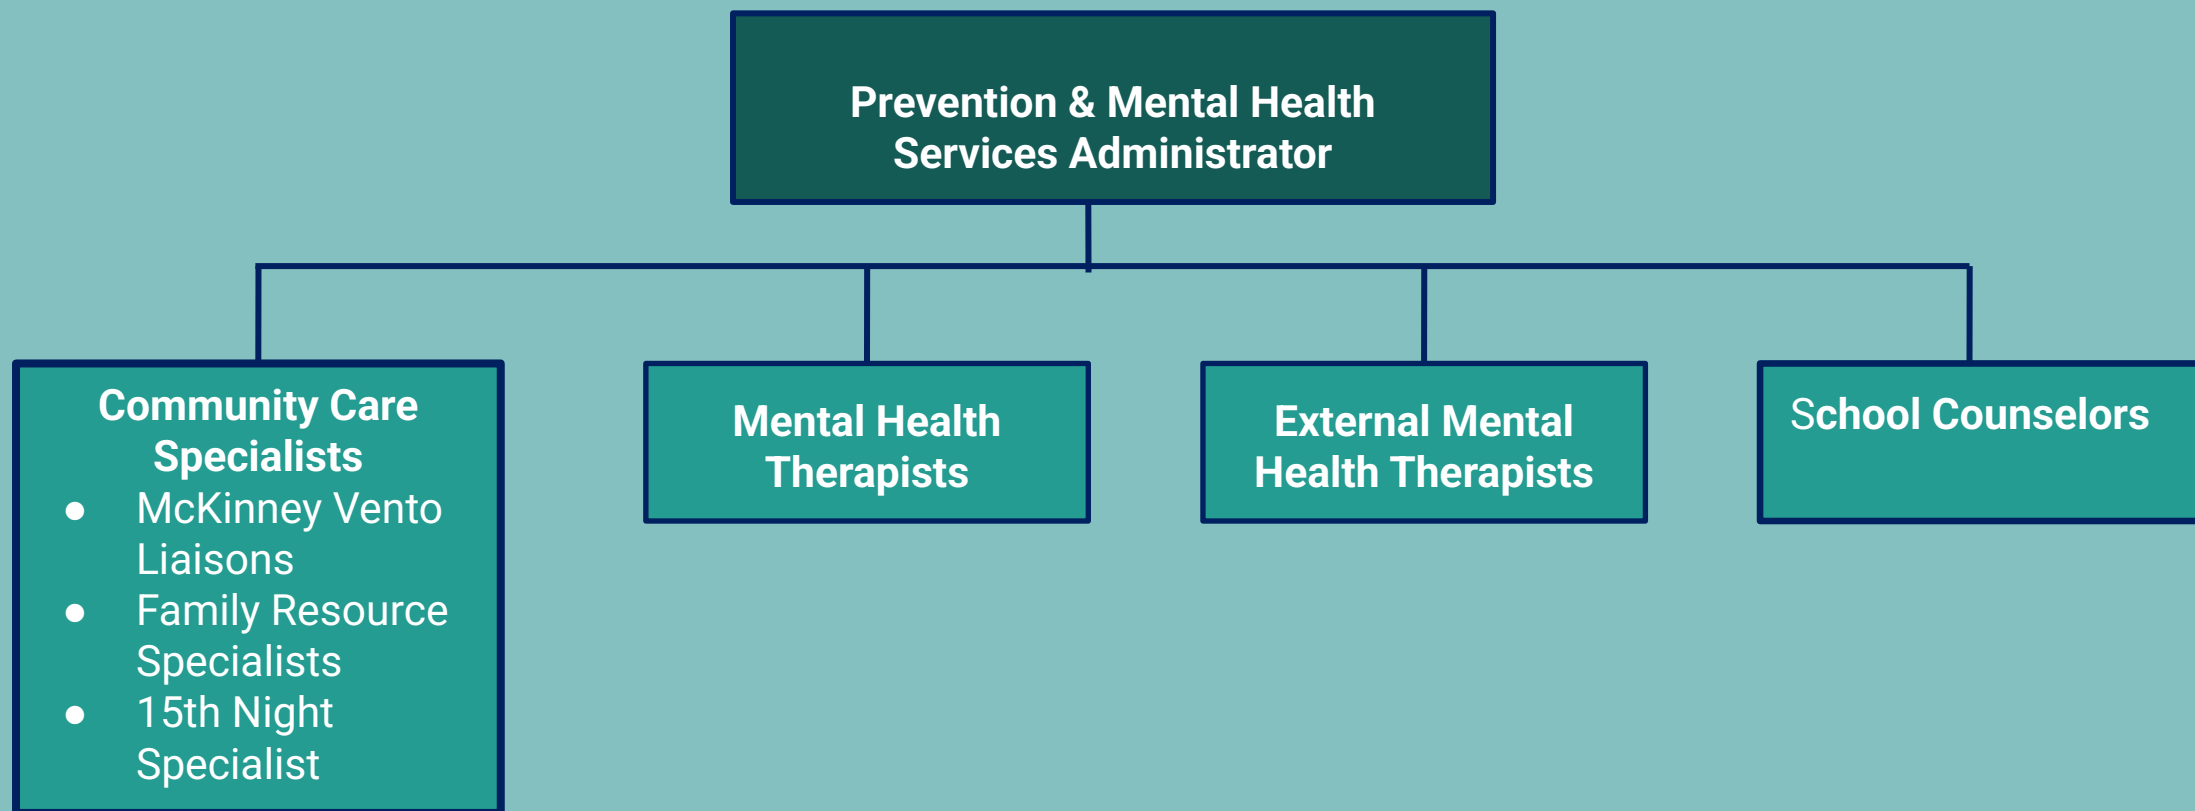 Prevention & Mental Health
Services Administrator
Community Care
Specialists
● McKinney Vento
Liaisons
● Family Resource
Specialists
● 15th Night
Specialist
Mental Health
Therapists
External Mental
Health Therapists
School Counselors